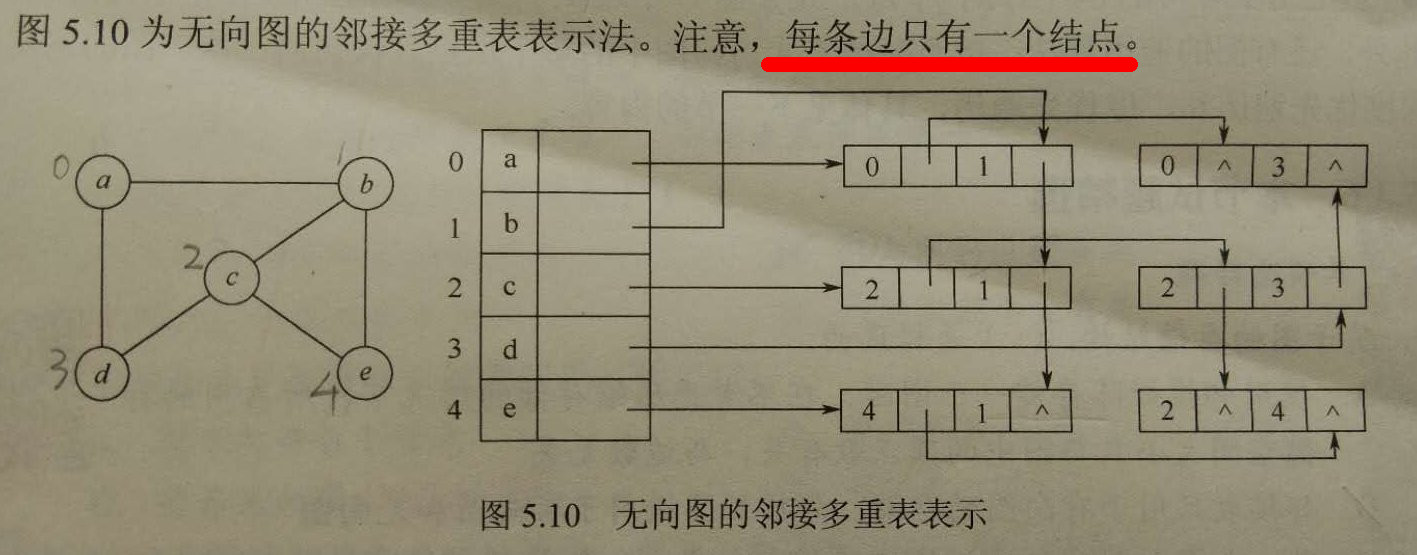 图 5.10 为无向图的邻接多重表表示法。注意，每条边只有一个结点。
0 a b 1
2 c
3 d e 4
0 a 0 1 0 ^ 3 ^
1 b
2 c 2 1 2 3
3 d
4 e 4 1 ^ 2 ^ 4 ^
图 5.10 无向图的邻接多重表表示